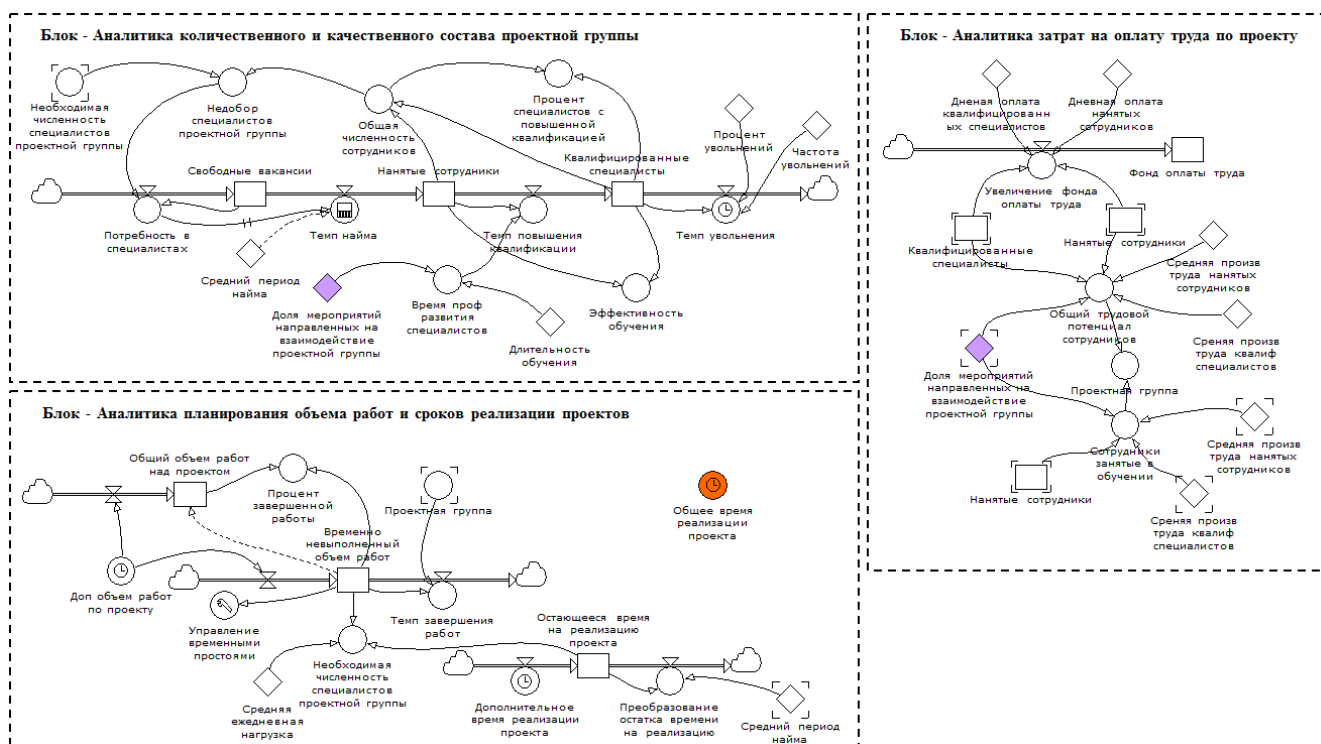 Блок - Аналитика количественного и качественного состава проектной группы
Необходимая
численность
специалистов
проектной группы
Недобор
специалистов
проектной группы
Общая
численность
сотрудников
Процент
специалистов с
повышенной
квалификацией
Процент
увольнений
Частота
увольнений
Свободные вакансии
Нанятые сотрудники
Квалифицированные
специалисты
Потребность в
специалистах
Темп найма
Темп повышения
квалификации
Темп увольнения
Средний период
найма
Доля мероприятий
направленных на
взаимодействие
проектной группы
Время проф
развития
специалистов
Длительность
обучения
Эффективность
обучения
Блок - Аналитика планирования объема работ и сроков реализации проектов
Общий объем работ
над проектом
Процент
завершенной
работы
Проектная группа
Общее время
реализации
проекта
Временно
невыполненный
объем работ
Доп объем работ
по проекту
Управление
временными
простоями
Темп завершения
работ
Остающееся время
на реализацию
проекта
Необходимая
численность
специалистов
проектной группы
Средняя
ежедневная
нагрузка
Дополнительное
время реализации
проекта
Преобразование
остатка времени
на реализацию
Средний период
найма
Блок - Аналитика затрат на оплату труда по проекту
Дненая оплата
квалифицированн
ых специалистов
Дневная оплата
нанятых
сотрудников
Фонд оплаты труда
Увеличение фонда
оплаты труда
Квалифицированные
специалисты
Нанятые сотрудники
Средняя произв
труда нанятых
сотрудников
Общий трудовой
потенциал
сотрудников
Среняя произв
труда квалиф
специалистов
Доля мероприятий
направленных на
взаимодействие
проектной группы
Проектная группа
Сотрудники
занятые в
обучении
Средняя произв
труда нанятых
сотрудников
Нанятые сотрудники
Среняя произв
труда квалиф
специалистов